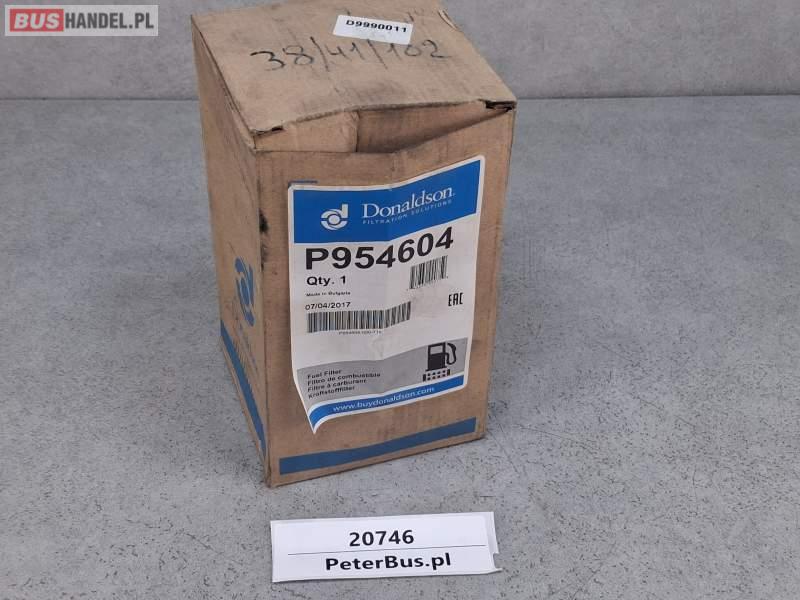 BUSHANDEL.PL
D9990011
38/41/102
Donaldson.
FILTRATION SOLUTIONS
P954604
Qty. 1
Made in Bulgaria
07/04/2017
EAC
Fuel Filter
Filtro de combustible
Filtre à carburant
Kraftstofffilter
www.buydonaldson.com
20746
PeterBus.pl